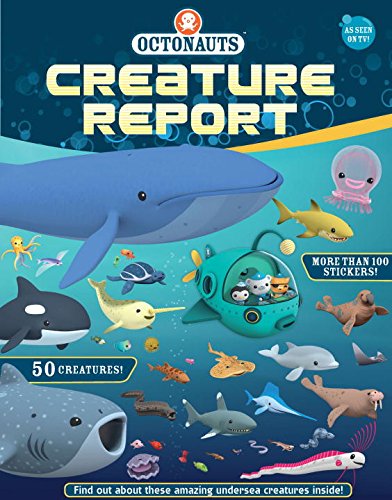 OCTONAUTS™
AS SEEN
ON TV!
CREATURE
REPORT
MORE THAN 100
STICKERS!
50 CREATURES!
Find out about these amazing undersea creatures inside!